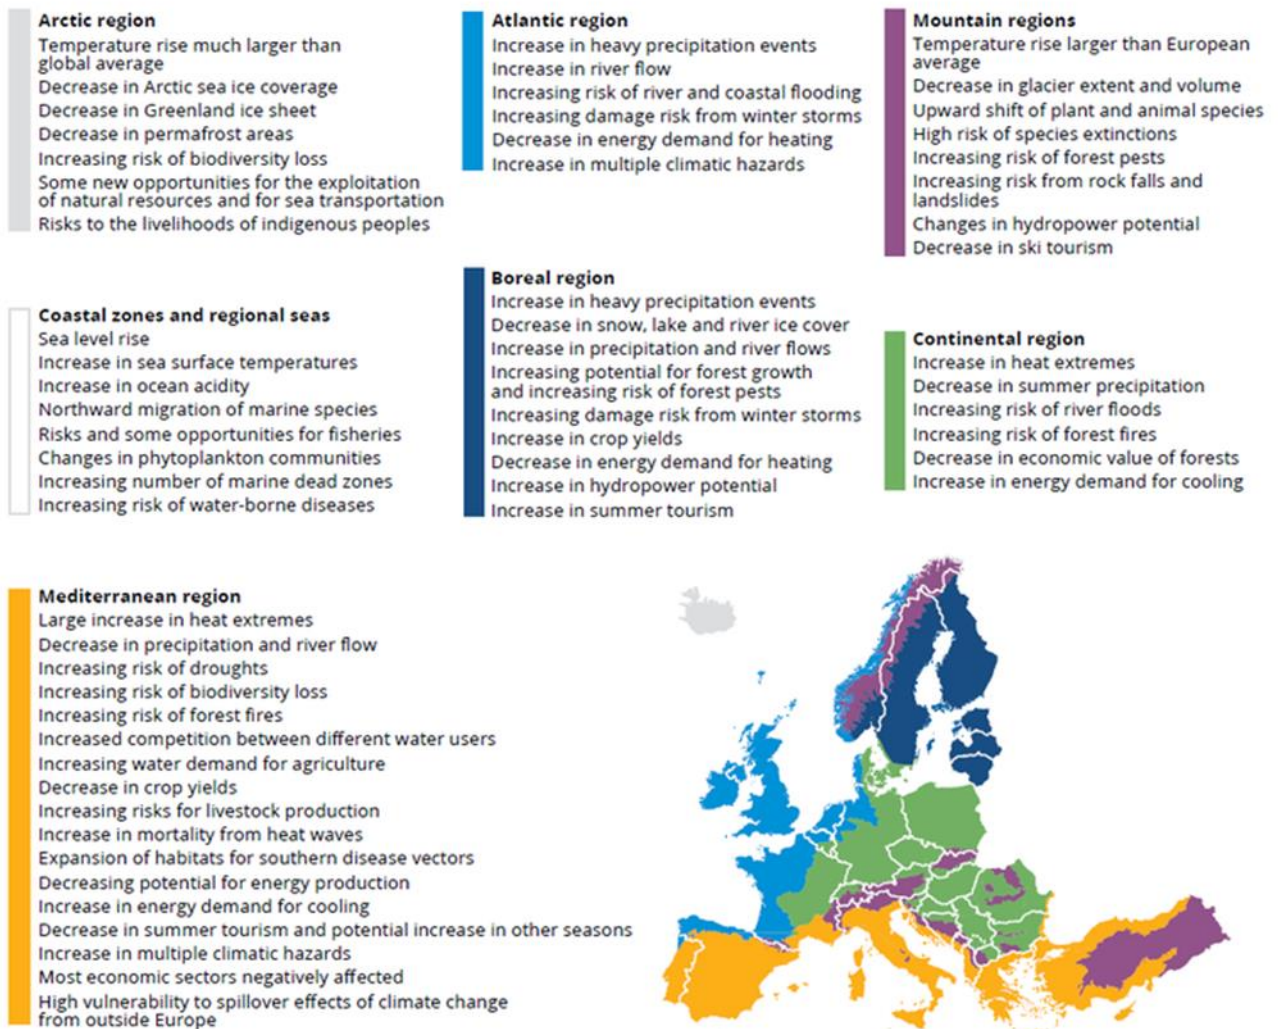 Arctic region
Temperature rise much larger than
global average
Decrease in Arctic sea ice coverage
Decrease in Greenland ice sheet
Decrease in permafrost areas
Increasing risk of biodiversity loss
Some new opportunities for the exploitation
of natural resources and for sea transportation
Risks to the livelihoods of indigenous peoples
Atlantic region
Increase in heavy precipitation events
Increase in river flow
Increasing risk of river and coastal flooding
Increasing damage risk from winter storms
Decrease in energy demand for heating
Increase in multiple climatic hazards
Mountain regions
Temperature rise larger than European
average
Decrease in glacier extent and volume
Upward shift of plant and animal species
High risk of species extinctions
Increasing risk of forest pests
Increasing risk from rock falls and
landslides
Changes in hydropower potential
Decrease in ski tourism
Coastal zones and regional seas
Sea level rise
Increase in sea surface temperatures
Increase in ocean acidity
Northward migration of marine species
Risks and some opportunities for fisheries
Changes in phytoplankton communities
Increasing number of marine dead zones
Increasing risk of water-borne diseases
Boreal region
Increase in heavy precipitation events
Decrease in snow, lake and river ice cover
Increase in precipitation and river flows
Increasing potential for forest growth
and increasing risk of forest pests
Increasing damage risk from winter storms
Increase in crop yields
Decrease in energy demand for heating
Increase in hydropower potential
Increase in summer tourism
Continental region
Increase in heat extremes
Decrease in summer precipitation
Increasing risk of river floods
Increasing risk of forest fires
Decrease in economic value of forests
Increase in energy demand for cooling
Mediterranean region
Large increase in heat extremes
Decrease in precipitation and river flow
Increasing risk of droughts
Increasing risk of biodiversity loss
Increasing risk of forest fires
Increased competition between different water users
Increasing water demand for agriculture
Decrease in crop yields
Increasing risks for livestock production
Increase in mortality from heat waves
Expansion of habitats for southern disease vectors
Decreasing potential for energy production
Increase in energy demand for cooling
Decrease in summer tourism and potential increase in other seasons
Increase in multiple climatic hazards
Most economic sectors negatively affected
High vulnerability to spillover effects of climate change
from outside Europe